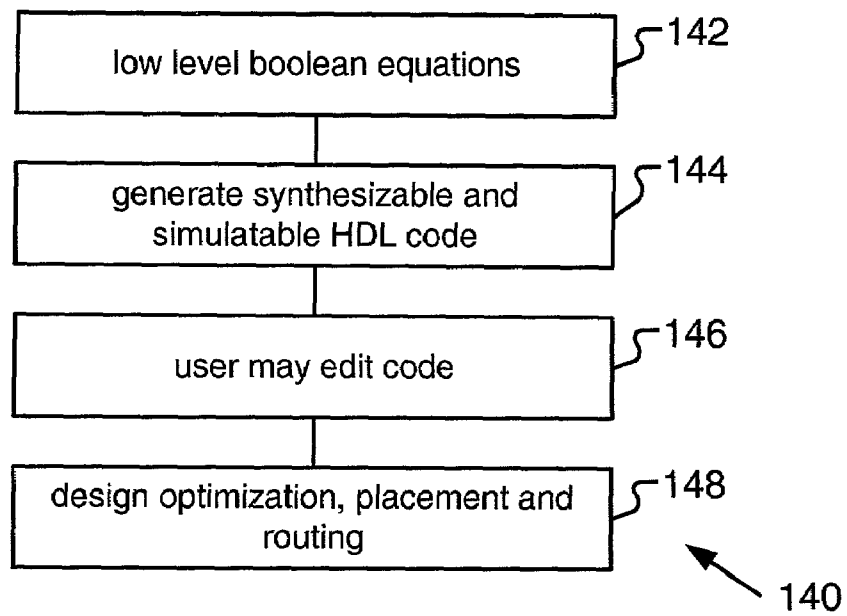 low level boolean equations
142
generate synthesizable and
simulatable HDL code
144
user may edit code
146
design optimization, placement and
routing
148
140